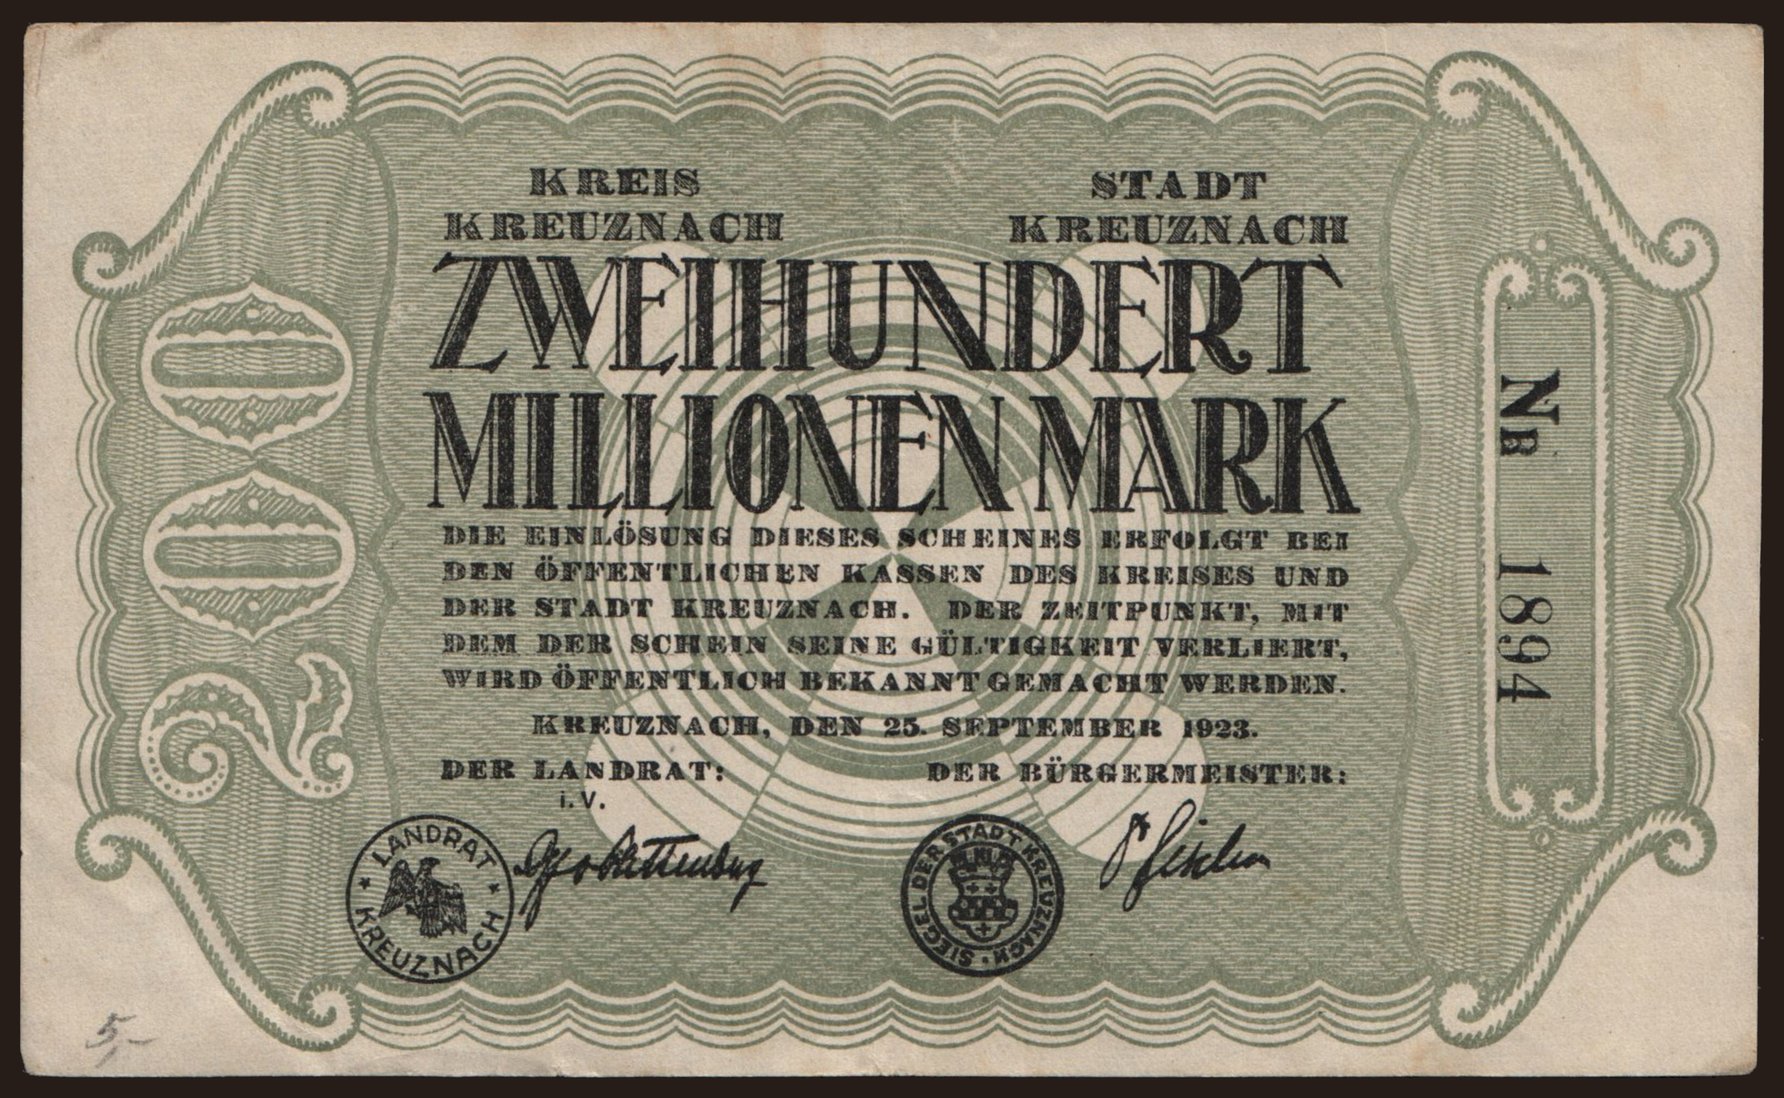 KREIS
KREUZNACH
STADT
KREUZNACH
ZWEIHUNDERT
MILLIONEN MARK
DIE EINLÖSUNG DIESES SCHEINES ERFOLGT BEI
DEN ÖFFENTLICHEN KASSEN DES KREISES UND
DER STADT KREUZNACH. DER ZEITPUNKT, MIT
DEM DER SCHEIN SEINE GÜLTIGKEIT VERLIERT,
WIRD ÖFFENTLICH BEKANNT GEMACHT WERDEN.
KREUZNACH, DEN 25. SEPTEMBER 1923.
DER LANDRAT:
i. V.
DER BÜRGERMEISTER:
LANDRAT
KREUZNACH
SIEGEL DER STADT KREUZNACH
200
NR 1894
5,-